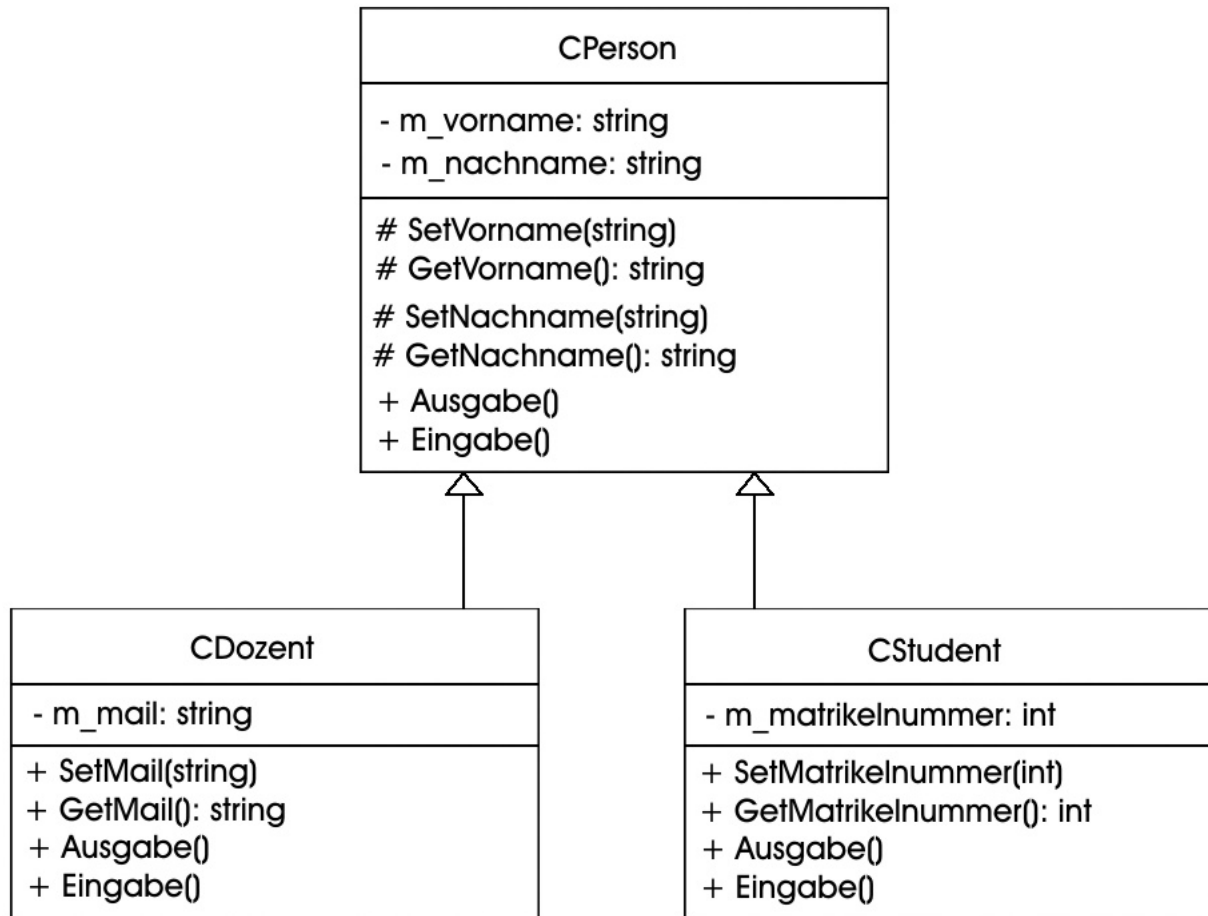 CPerson
- m_vorname: string
- m_nachname: string
# SetVorname(string)
# GetVorname(): string
# SetNachname(string)
# GetNachname(): string
+ Ausgabe()
+ Eingabe()
CDozent
- m_mail: string
+ SetMail(string)
+ GetMail(): string
+ Ausgabe()
+ Eingabe()
CStudent
- m_matrikelnummer: int
+ SetMatrikelnummer(int)
+ GetMatrikelnummer(): int
+ Ausgabe()
+ Eingabe()